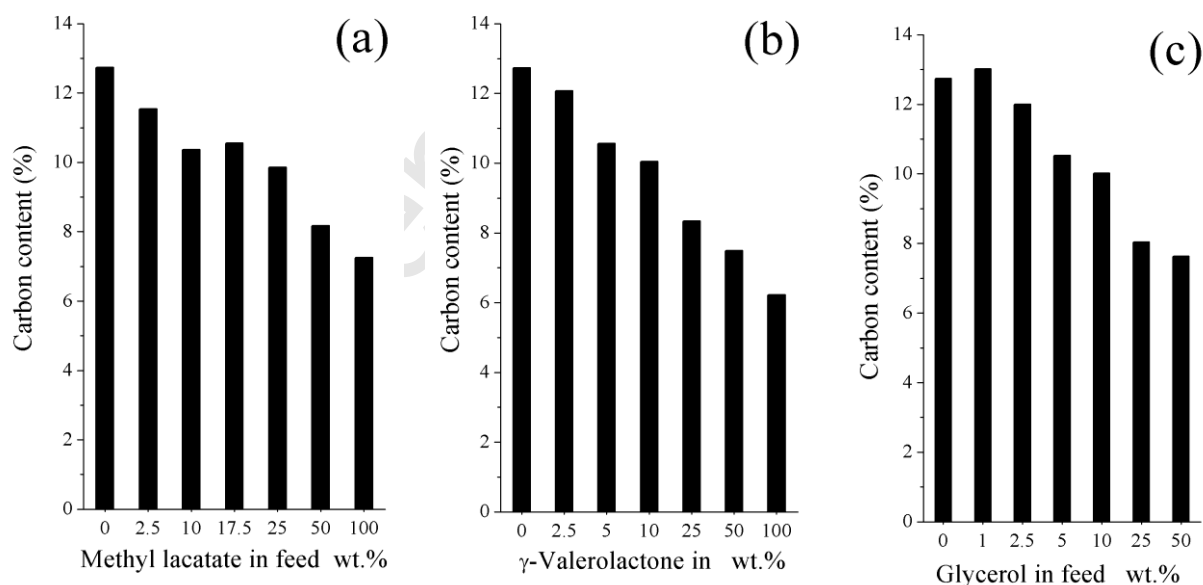 (a)
14
12
10
8
6
4
2
0
Carbon content (%)
0 2.5 10 17.5 25 50 100
Methyl lacatate in feed wt.%
(b)
14
12
10
8
6
4
2
0
Carbon content (%)
0 2.5 5 10 25 50 100
γ-Valerolactone in wt.%
(c)
14
12
10
8
6
4
2
0
Carbon content (%)
0 1 2.5 5 10 25 50
Glycerol in feed wt.%